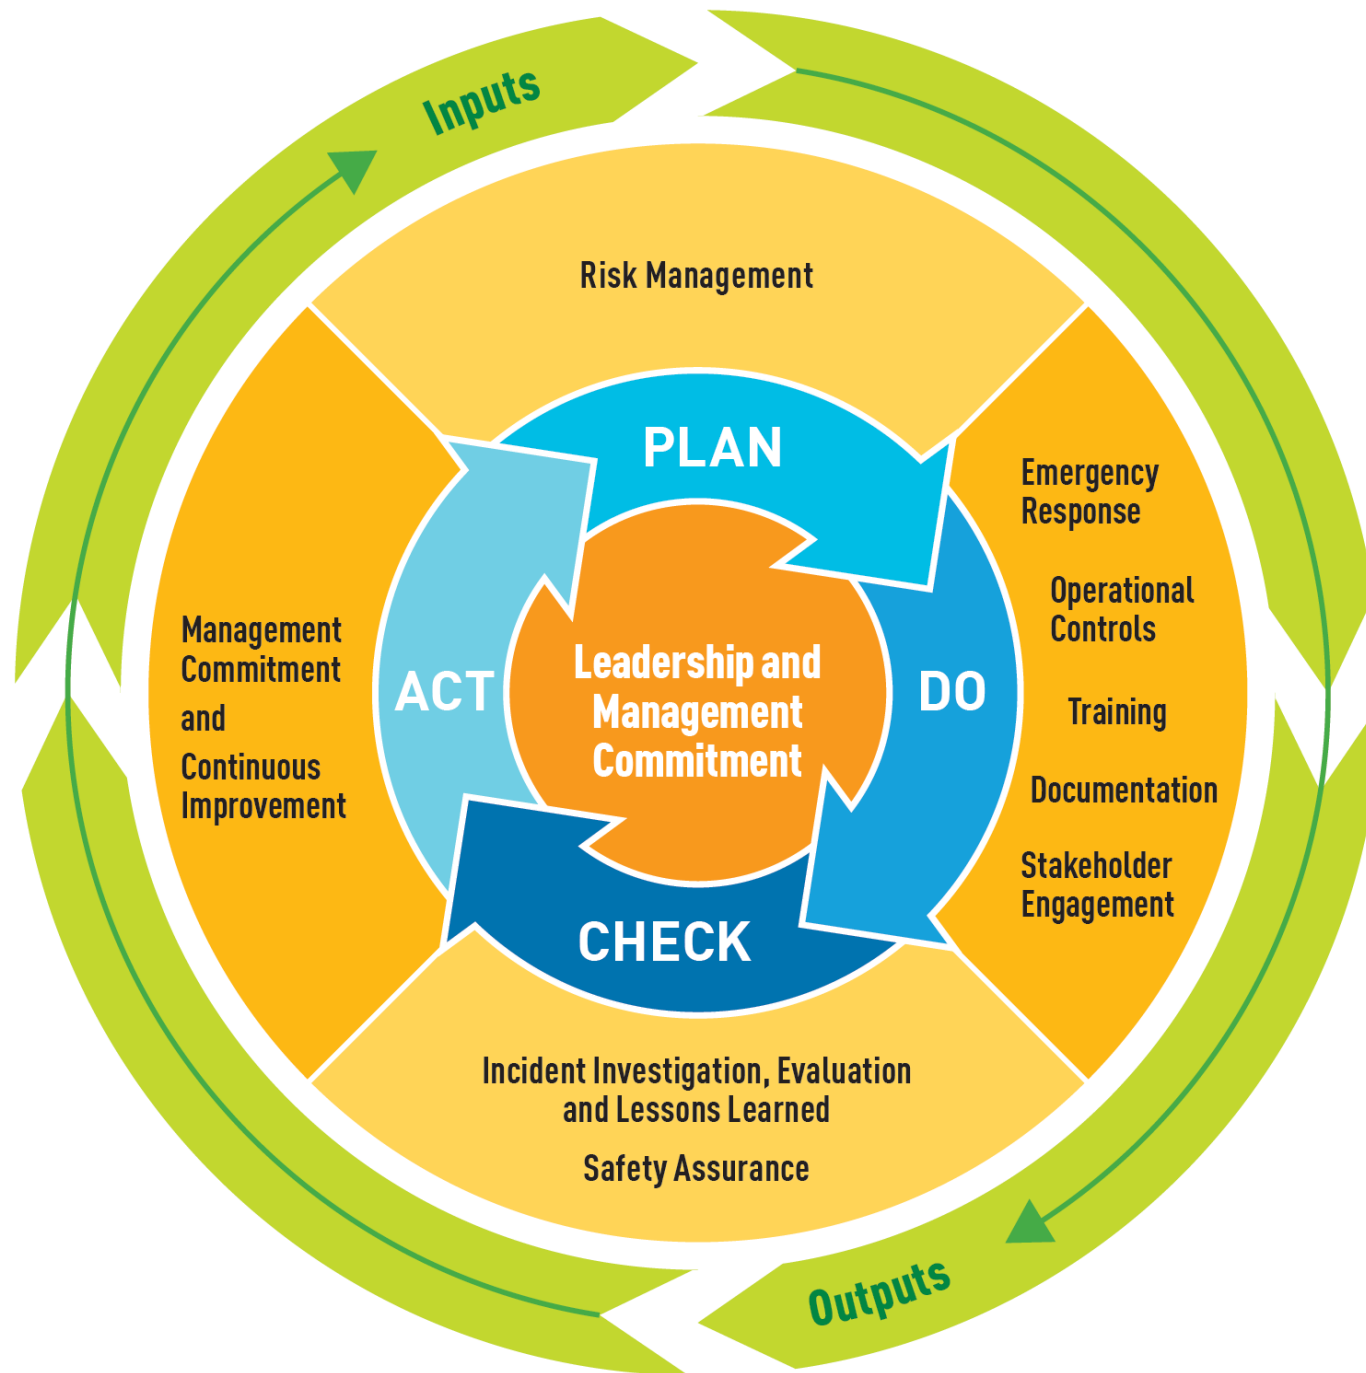 Inputs
Risk Management
PLAN
Emergency
Response
Operational
Controls
Training
Documentation
Stakeholder
Engagement
DO
Leadership and
Management
Commitment
ACT
Management
Commitment
and
Continuous
Improvement
CHECK
Incident Investigation, Evaluation
and Lessons Learned
Safety Assurance
Outputs